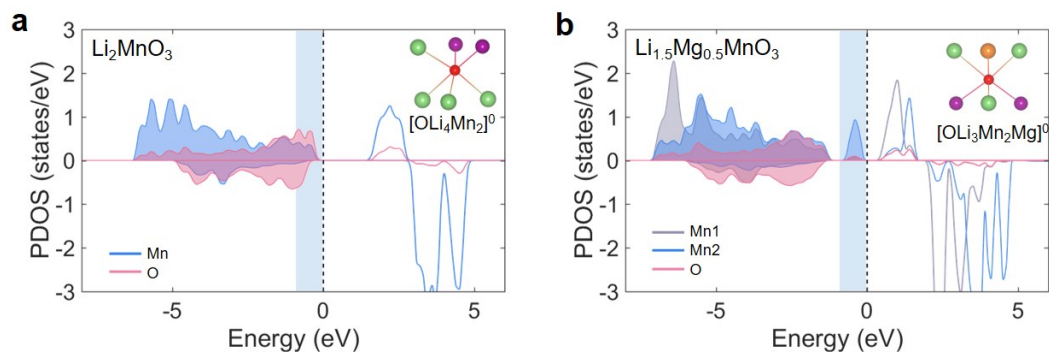 a
Li₂MnO₃
[OLi₄Mn₂]⁰
PDOS (states/eV)
3
2
1
0
-1
-2
-3
Mn
O
-5
0
5
Energy (eV)
b
Li₁.₅Mg₀.₅MnO₃
[OLi₃Mn₂Mg]⁰
PDOS (states/eV)
3
2
1
0
-1
-2
-3
Mn1
Mn2
O
-5
0
5
Energy (eV)